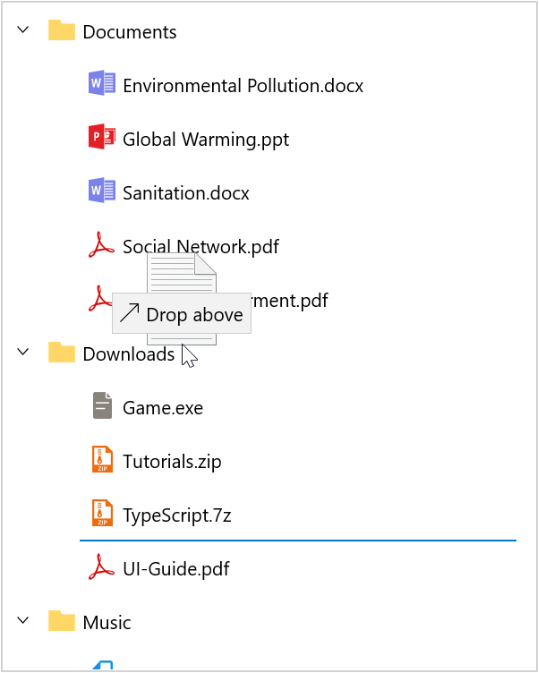 Documents
W Environmental Pollution.docx
P Global Warming.ppt
W Sanitation.docx
Social Network.pdf
rment.pdf
Drop above
Downloads
Game.exe
ZIP Tutorials.zip
ZIP TypeScript.7z
UI-Guide.pdf
Music